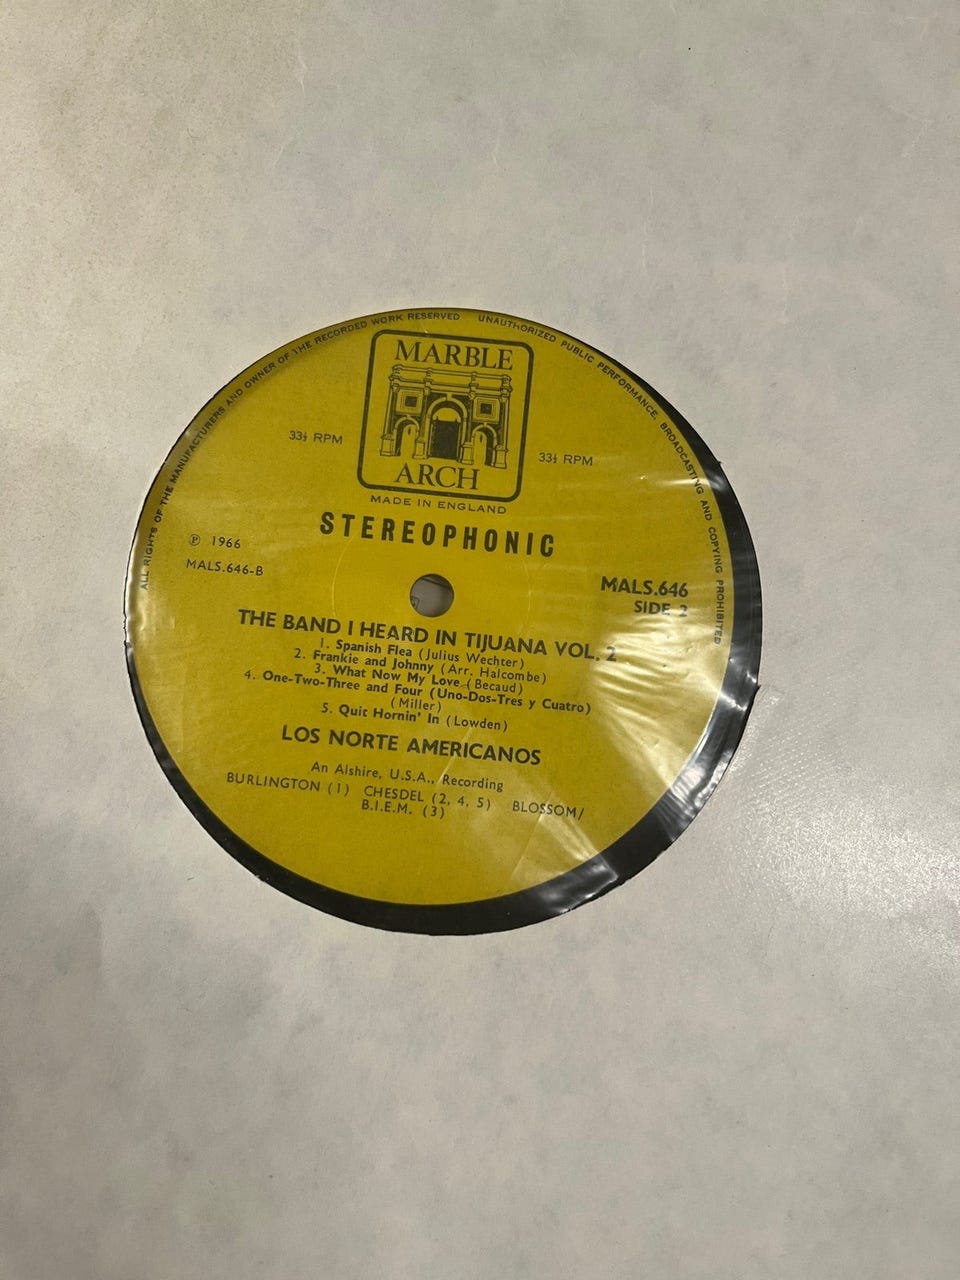 ALL RIGHTS OF THE MANUFACTURERS AND OWNER OF THE RECORDED WORK RESERVED UNAUTHORIZED PUBLIC PERFORMANCE, BROADCASTING AND COPYING PROHIBITED
MARBLE
ARCH
33⅓ RPM
33⅓ RPM
MADE IN ENGLAND
STEREOPHONIC
℗ 1966
MALS.646-B
MALS.646
SIDE 2
THE BAND I HEARD IN TIJUANA VOL. 2
1. Spanish Flea (Julius Wechter)
2. Frankie and Johnny (Arr. Halcombe)
3. What Now My Love (Becaud)
4. One-Two-Three and Four (Uno-Dos-Tres y Cuatro)
(Miller)
5. Quit Hornin' In (Lowden)
LOS NORTE AMERICANOS
An Alshire, U.S.A., Recording
BURLINGTON (1) CHESDEL (2, 4, 5) BLOSSOM/
B.I.E.M. (3)